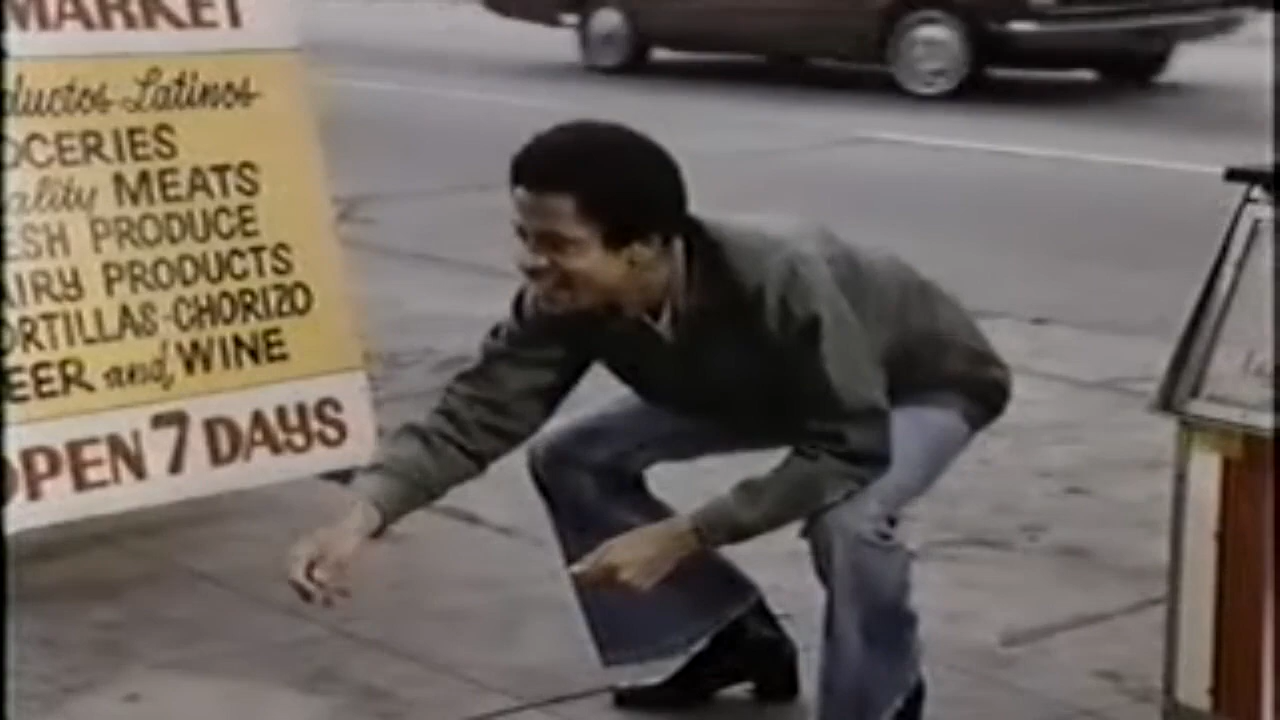 MARKET
ductos Latinos
OCERIES
ality MEATS
ESH PRODUCE
AIRY PRODUCTS
ORTILLAS-CHORIZO
EER and WINE
OPEN 7 DAYS